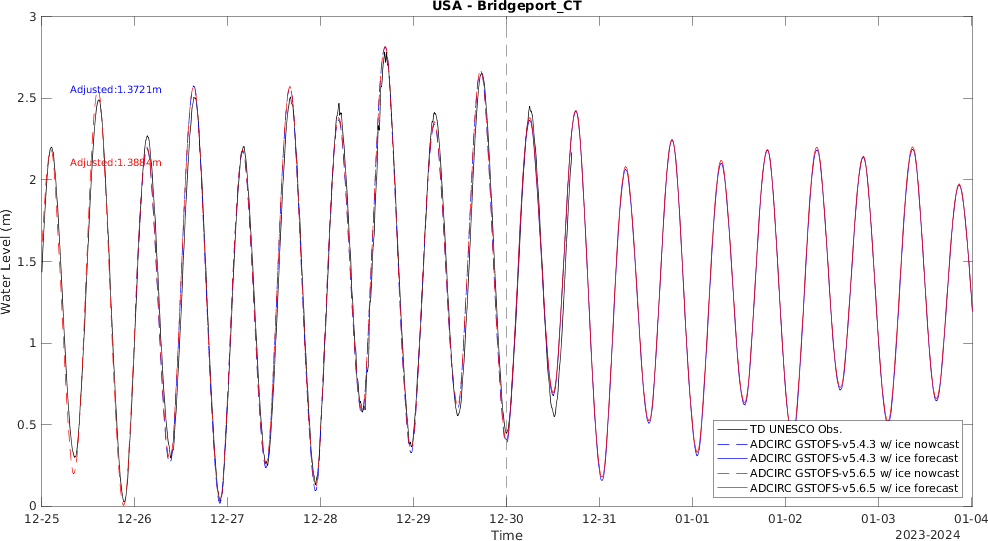 USA - Bridgeport_CT
3
2.5
2
1.5
1
0.5
0
Water Level (m)
Adjusted:1.3721m
Adjusted:1.3884m
TD UNESCO Obs.
ADCIRC GSTOFS-v5.4.3 w/ ice nowcast
ADCIRC GSTOFS-v5.4.3 w/ ice forecast
ADCIRC GSTOFS-v5.6.5 w/ ice nowcast
ADCIRC GSTOFS-v5.6.5 w/ ice forecast
12-25 12-26 12-27 12-28 12-29 12-30 12-31 01-01 01-02 01-03 01-04
Time
2023-2024